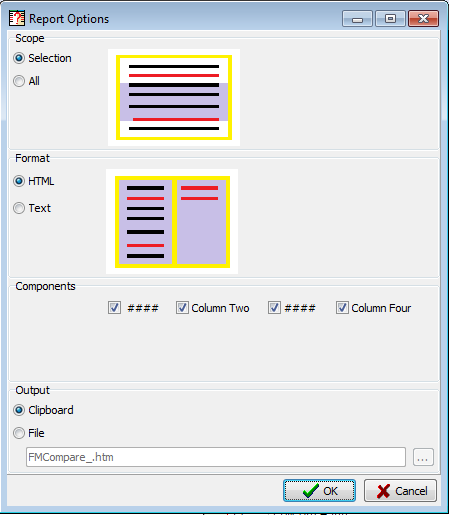 Report Options
Scope
Selection
All
Format
HTML
Text
Components
#### Column Two #### Column Four
Output
Clipboard
File
FMCompare_.htm ...
OK Cancel